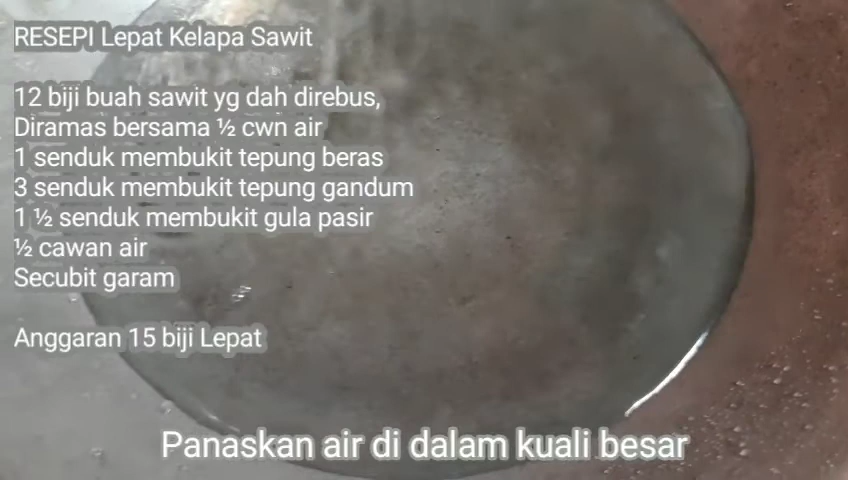 RESEPI Lepat Kelapa Sawit
12 biji buah sawit yg dah direbus,
Diramas bersama ½ cwn air
1 senduk membukit tepung beras
3 senduk membukit tepung gandum
1 ½ senduk membukit gula pasir
½ cawan air
Secubit garam
Anggaran 15 biji Lepat
Panaskan air di dalam kuali besar